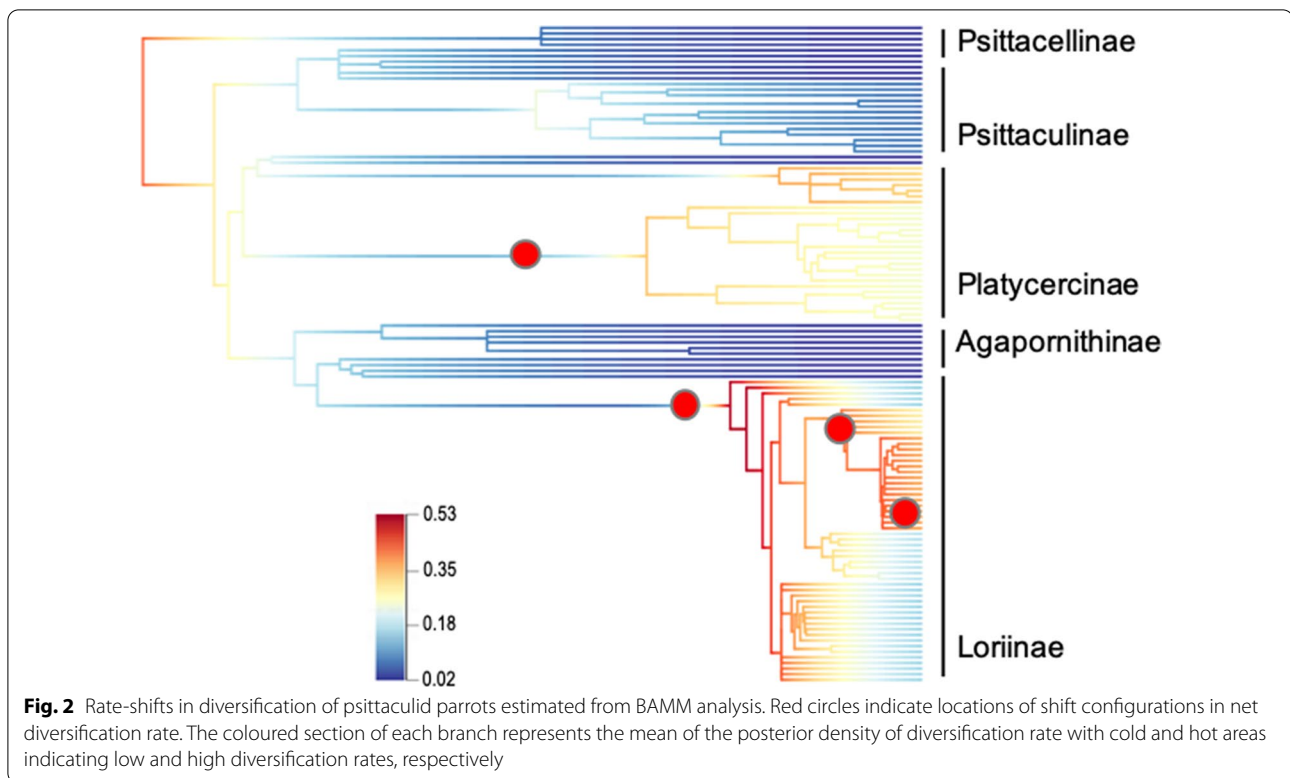 Psittacellinae
Psittaculinae
Platycercinae
Agapornithinae
0.53
0.35
0.18
0.02
Loriinae
Fig. 2 Rate-shifts in diversification of psittaculid parrots estimated from BAMM analysis. Red circles indicate locations of shift configurations in net
diversification rate. The coloured section of each branch represents the mean of the posterior density of diversification rate with cold and hot areas
indicating low and high diversification rates, respectively